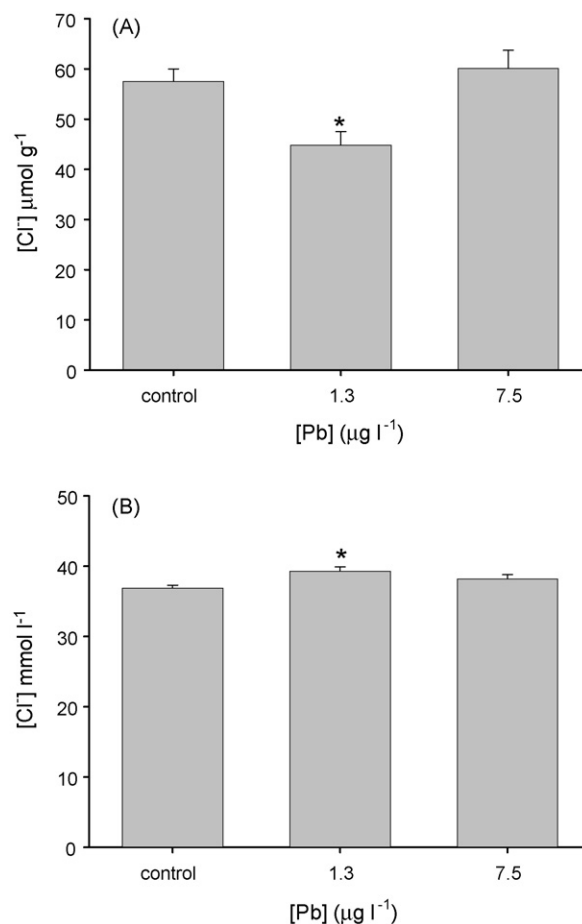 (A)
70
60
50
40
30
20
10
0
[Cl⁻] μmol g⁻¹
*
control 1.3 7.5
[Pb] (μg l⁻¹)
(B)
50
40
30
20
10
0
[Cl⁻] mmol l⁻¹
*
control 1.3 7.5
[Pb] (μg l⁻¹)